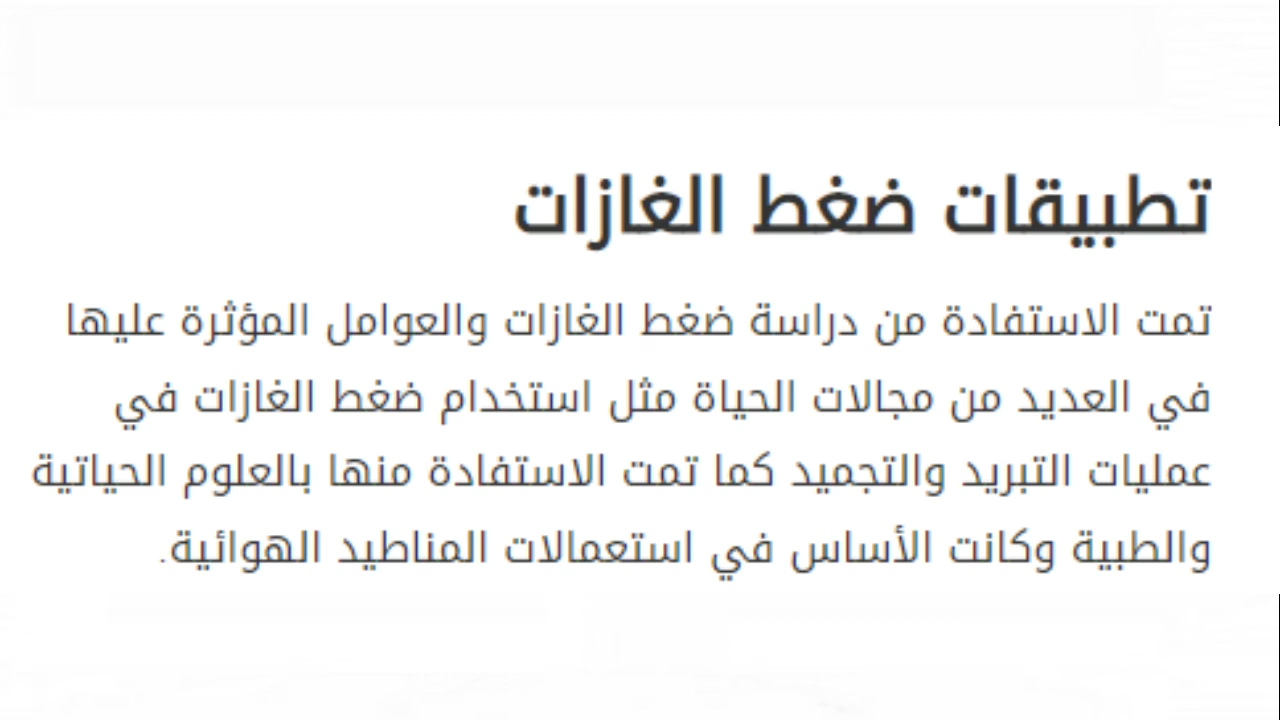 تطبيقات ضغط الغازات
تمت الاستفادة من دراسة ضغط الغازات والعوامل المؤثرة عليها
في العديد من مجالات الحياة مثل استخدام ضغط الغازات في
عمليات التبريد والتجميد كما تمت الاستفادة منها بالعلوم الحياتية
والطبية وكانت الأساس في استعمالات المناطيد الهوائية.